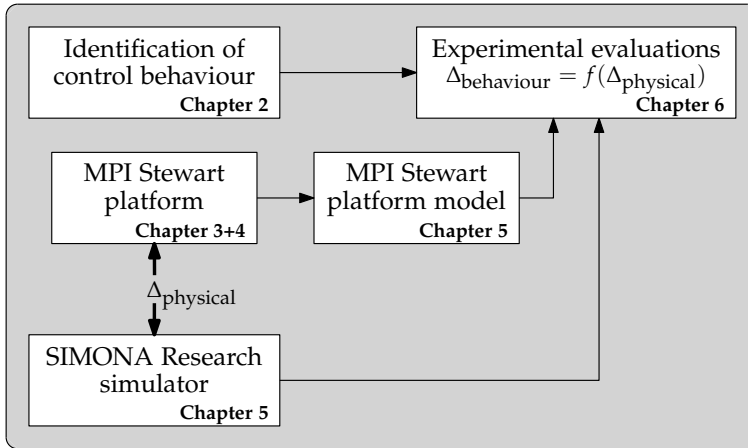 Identification of
control behaviour
Chapter 2
Experimental evaluations
Δbehaviour = f(Δphysical)
Chapter 6
MPI Stewart
platform
Chapter 3+4
MPI Stewart
platform model
Chapter 5
Δphysical
SIMONA Research
simulator
Chapter 5